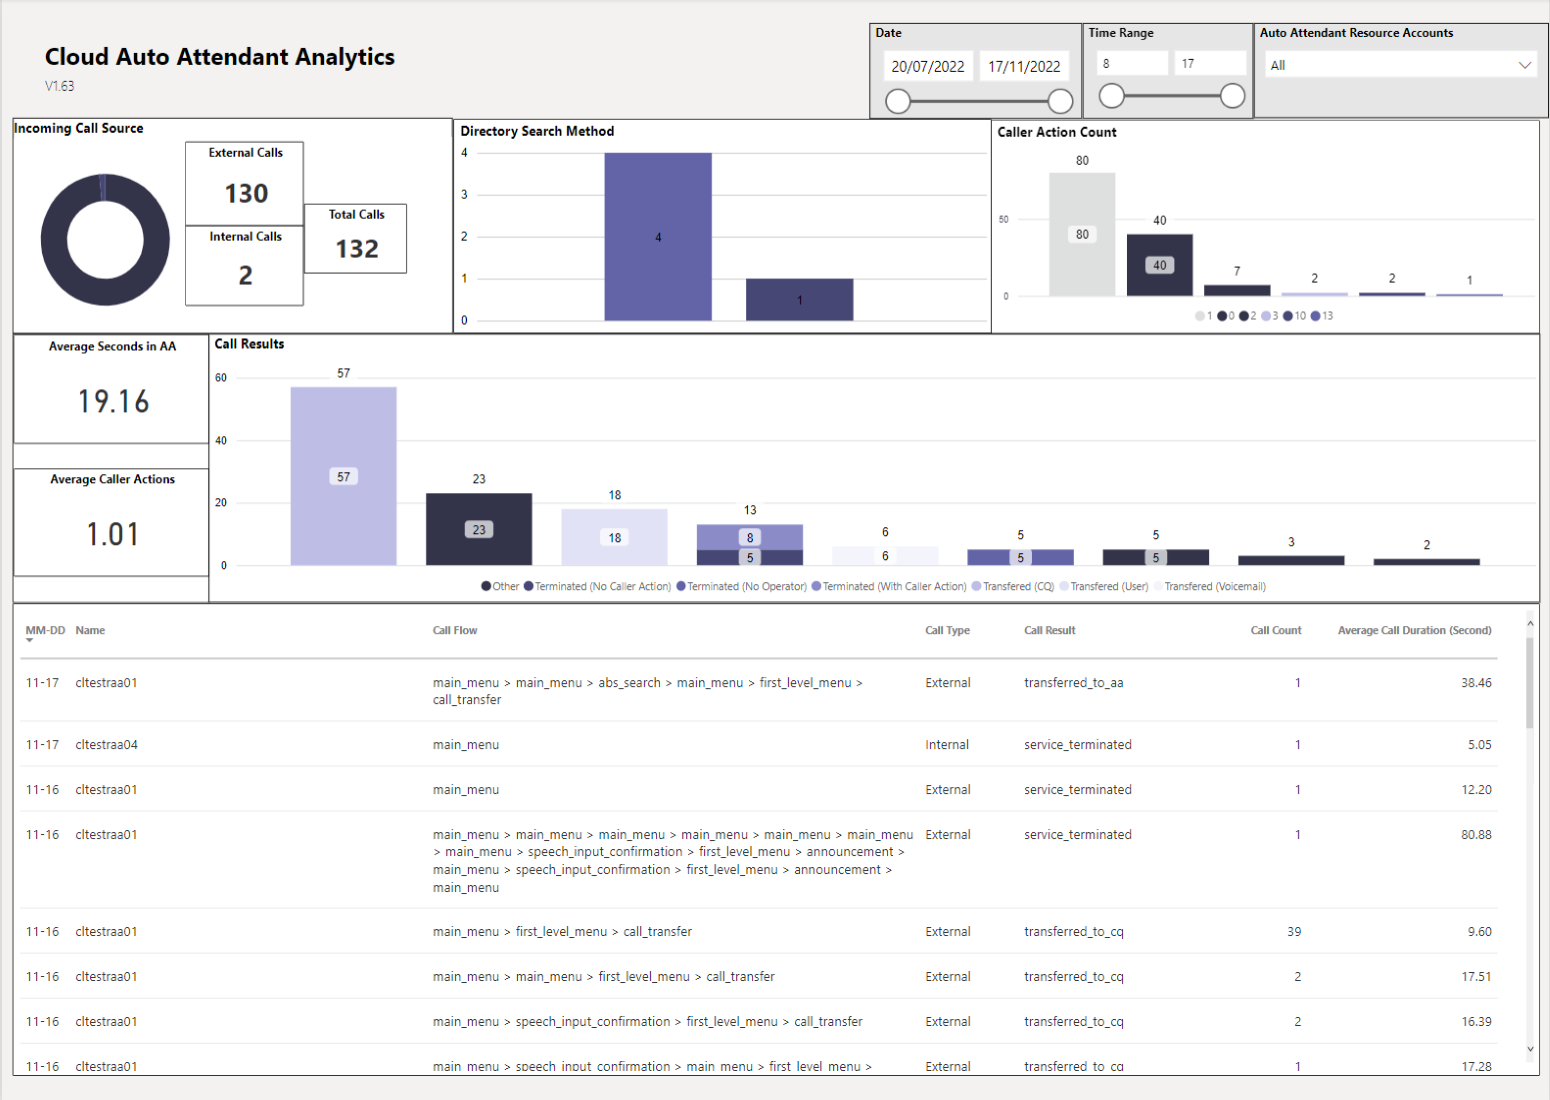 Cloud Auto Attendant Analytics
V1.63
Date
20/07/2022 17/11/2022
Time Range
8 17
Auto Attendant Resource Accounts
All
Incoming Call Source
External Calls
130
Internal Calls
2
Total Calls
132
Directory Search Method
4
3
2
1
0
4
1
Caller Action Count
50
0
80
80
40
40
7
2
2
1
1 0 2 3 10 13
Average Seconds in AA
19.16
Average Caller Actions
1.01
Call Results
60
40
20
0
57
57
23
23
18
18
13
8
5
6
6
5
5
5
5
3
2
Other Terminated (No Caller Action) Terminated (No Operator) Terminated (With Caller Action) Transfered (CQ) Transfered (User) Transfered (Voicemail)
MM-DD Name Call Flow Call Type Call Result Call Count Average Call Duration (Second)
11-17 cltestraa01 main_menu > main_menu > abs_search > main_menu > first_level_menu > External transferred_to_aa 1 38.46
call_transfer
11-17 cltestraa04 main_menu Internal service_terminated 1 5.05
11-16 cltestraa01 main_menu External service_terminated 1 12.20
11-16 cltestraa01 main_menu > main_menu > main_menu > main_menu > main_menu > main_menu External service_terminated 1 80.88
> main_menu > speech_input_confirmation > first_level_menu > announcement >
main_menu > speech_input_confirmation > first_level_menu > announcement >
main_menu
11-16 cltestraa01 main_menu > first_level_menu > call_transfer External transferred_to_cq 39 9.60
11-16 cltestraa01 main_menu > main_menu > first_level_menu > call_transfer External transferred_to_cq 2 17.51
11-16 cltestraa01 main_menu > speech_input_confirmation > first_level_menu > call_transfer External transferred_to_cq 2 16.39
11-16 cltestraa01 main_menu > speech_input_confirmation > main_menu > first_level_menu > External transferred_to_cq 1 17.28